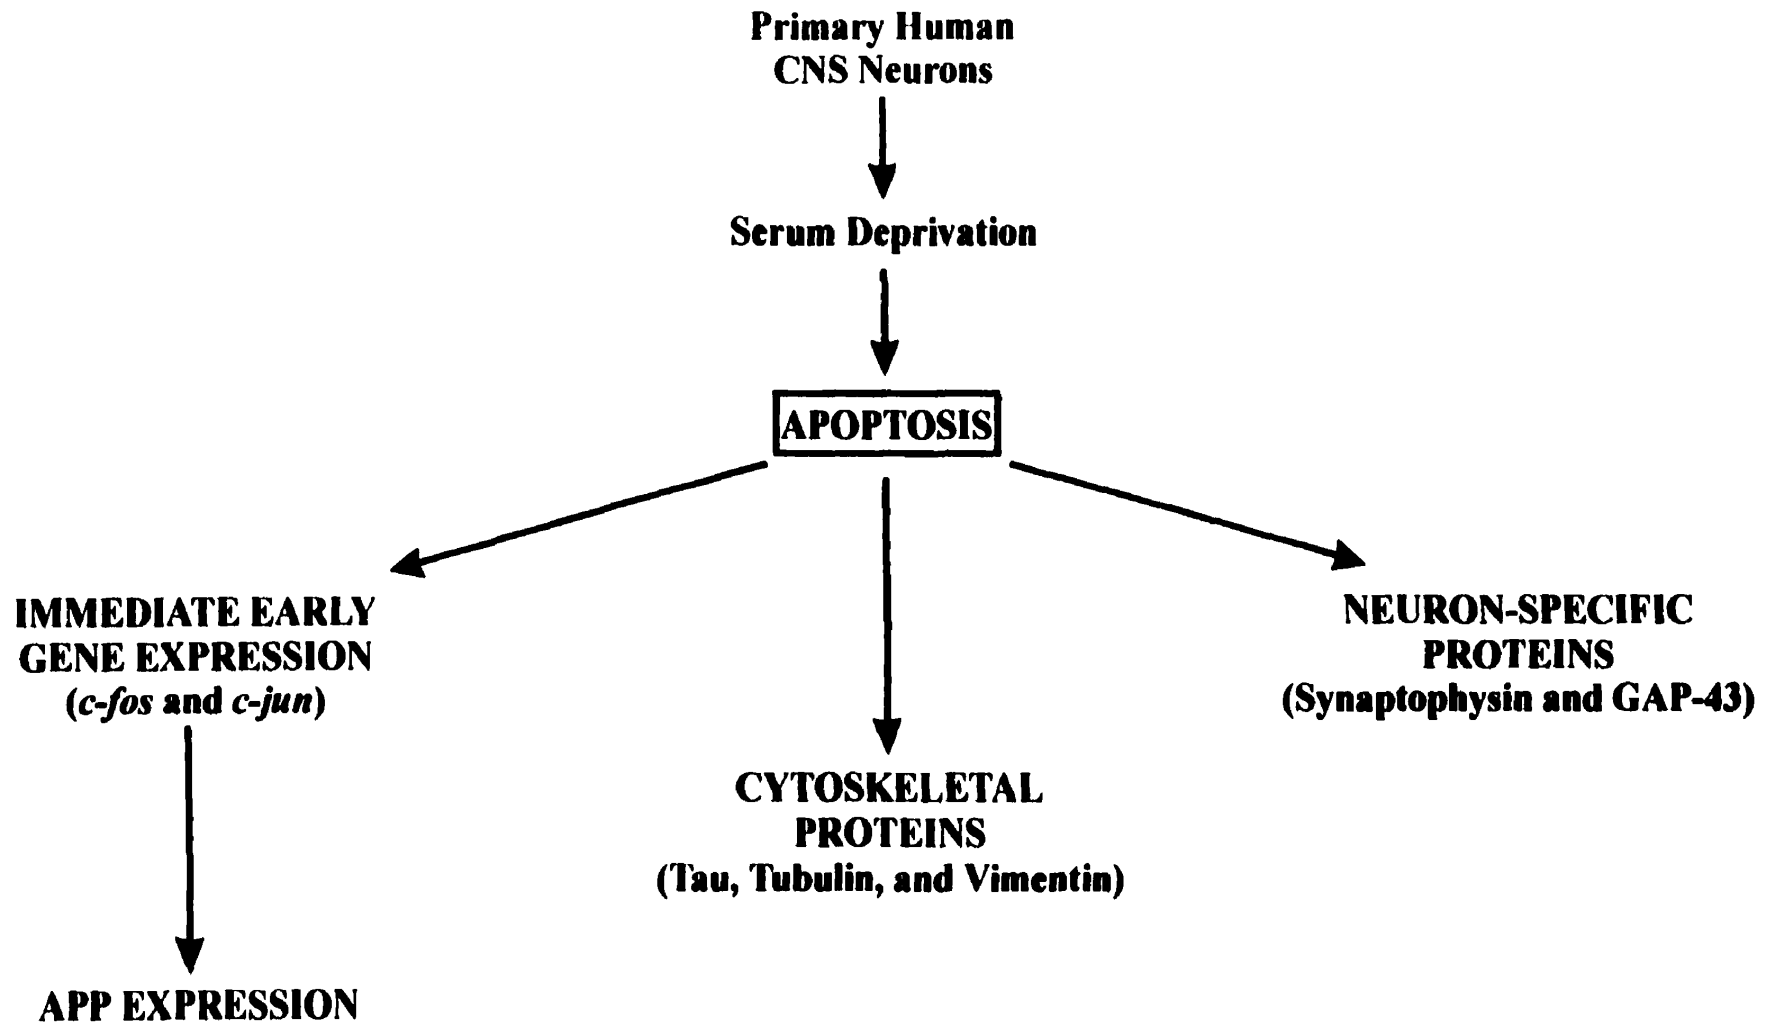 Primary Human
CNS Neurons
Serum Deprivation
APOPTOSIS
IMMEDIATE EARLY
GENE EXPRESSION
(c-fos and c-jun)
NEURON-SPECIFIC
PROTEINS
(Synaptophysin and GAP-43)
CYTOSKELETAL
PROTEINS
(Tau, Tubulin, and Vimentin)
APP EXPRESSION